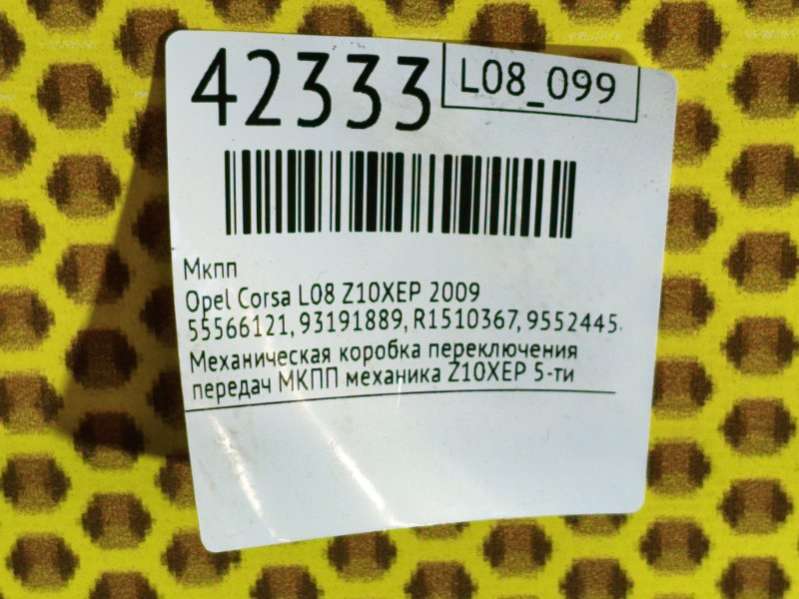 42333
L08_099
Мкпп
Opel Corsa L08 Z10XEP 2009
55566121, 93191889, R1510367, 9552445
Механическая коробка переключения
передач МКПП механика Z10XEP 5-ти